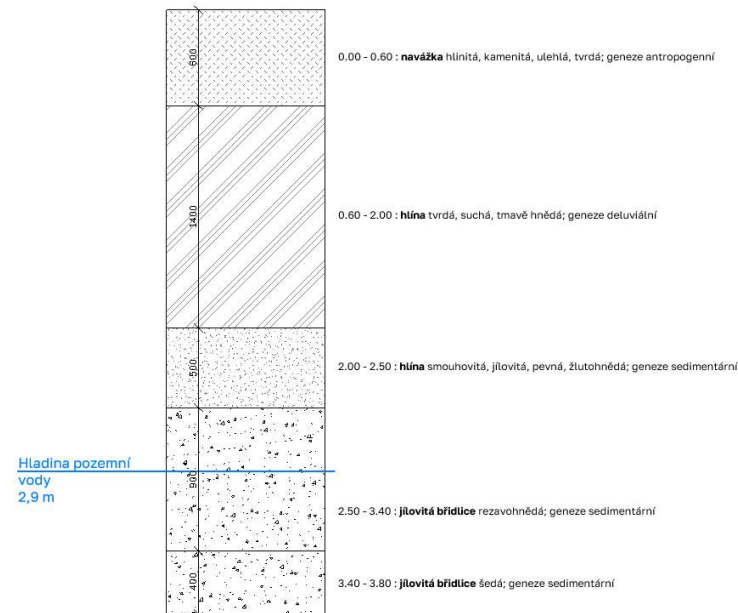 600
0.00 - 0.60 : navážka hlinitá, kamenitá, ulehlá, tvrdá; geneze antropogenní
1400
0.60 - 2.00 : hlína tvrdá, suchá, tmavě hnědá; geneze deluviální
500
2.00 - 2.50 : hlína smouhovitá, jílovitá, pevná, žlutohnědá; geneze sedimentární
Hladina pozemní
vody
2,9 m
900
2.50 - 3.40 : jílovitá břidlice rezavohnědá; geneze sedimentární
400
3.40 - 3.80 : jílovitá břidlice šedá; geneze sedimentární